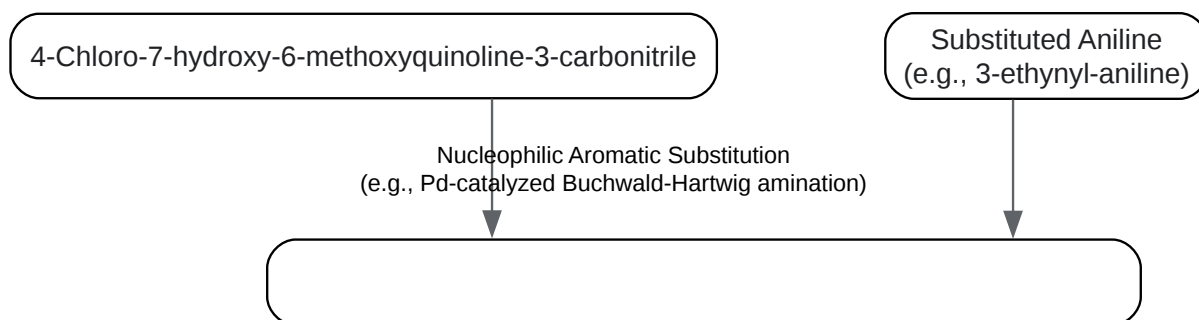 4-Chloro-7-hydroxy-6-methoxyquinoline-3-carbonitrile
Substituted Aniline
(e.g., 3-ethynyl-aniline)
Nucleophilic Aromatic Substitution
(e.g., Pd-catalyzed Buchwald-Hartwig amination)